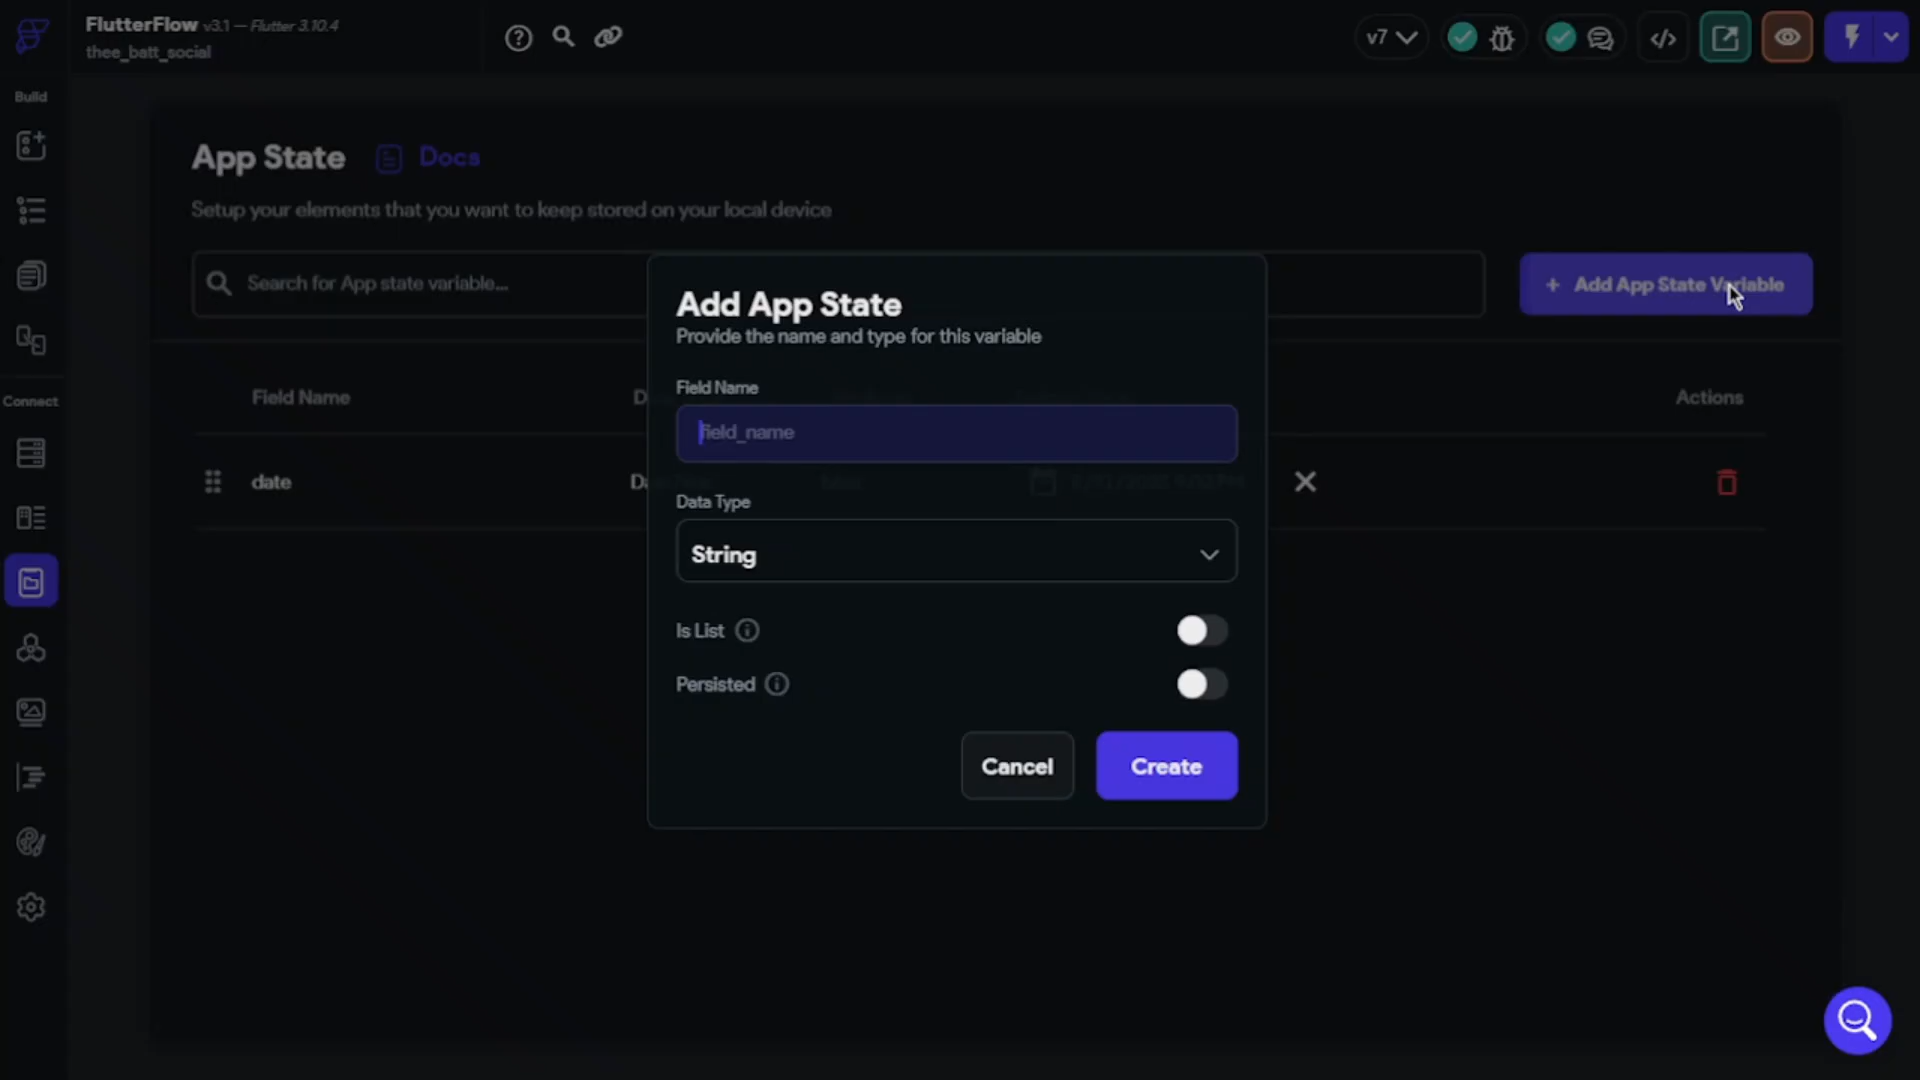 FlutterFlow v3.1 — Flutter 3.10.4
thee_batt_social
v7
Build
Connect
App State
Docs
Setup your elements that you want to keep stored on your local device
Search for App state variable...
+ Add App State Variable
Field Name
Actions
date
Add App State
Provide the name and type for this variable
Field Name
field_name
Data Type
String
Is List
Persisted
Cancel
Create